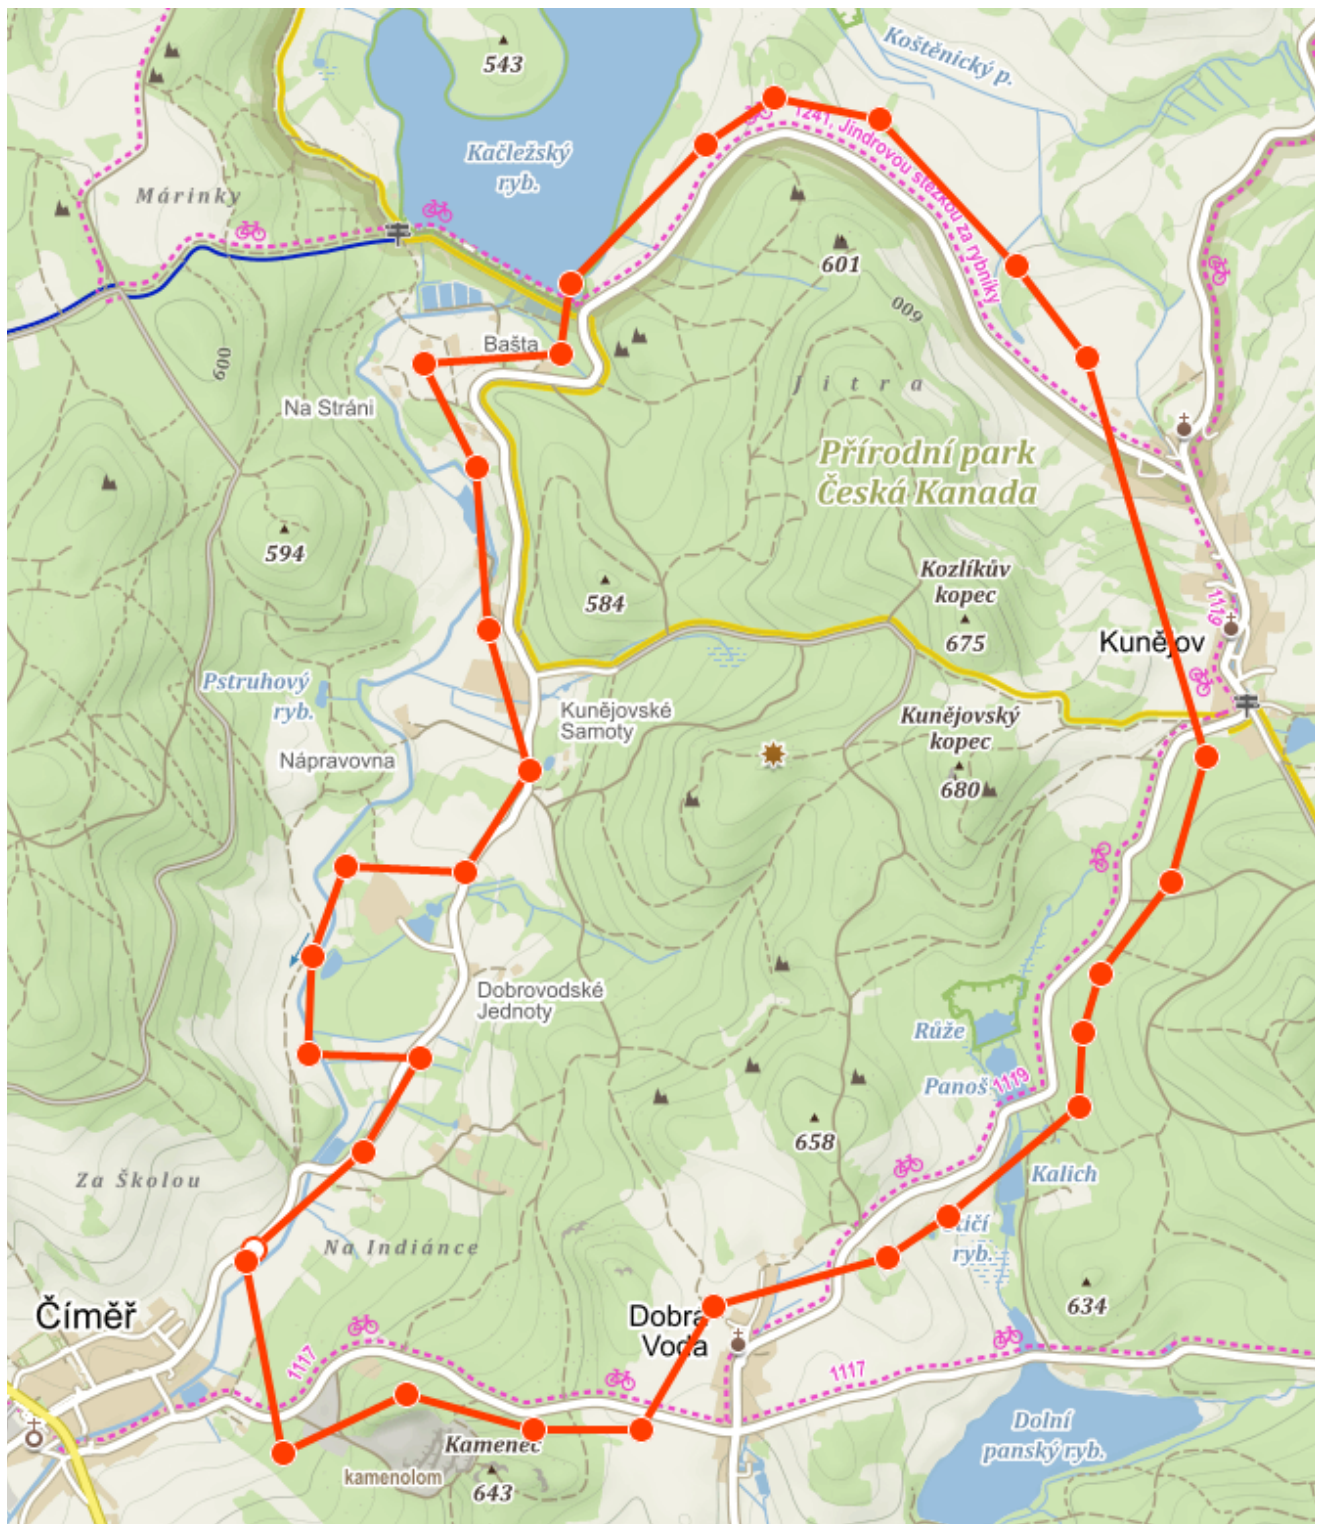 543
Koštěnický p.
Kačležský
ryb.
Márinky
1241, Jindrovou stezkou za rybníky
601
600
600
Bašta
Na Stráni
Jitra
Přírodní park
Česká Kanada
594
584
Kozlíkův
kopec
675
1119
Kunějov
Pstruhový
ryb.
Kunějovské
Samoty
Kunějovský
kopec
680
Nápravovna
Dobrovodské
Jednoty
Růže
Panoš
1119
658
Kalich
Za Školou
Na Indiánce
ryb.
634
Číměř
Dobrá
Voda
1117
1117
Kamenec
643
kamenolom
Dolní
panský ryb.